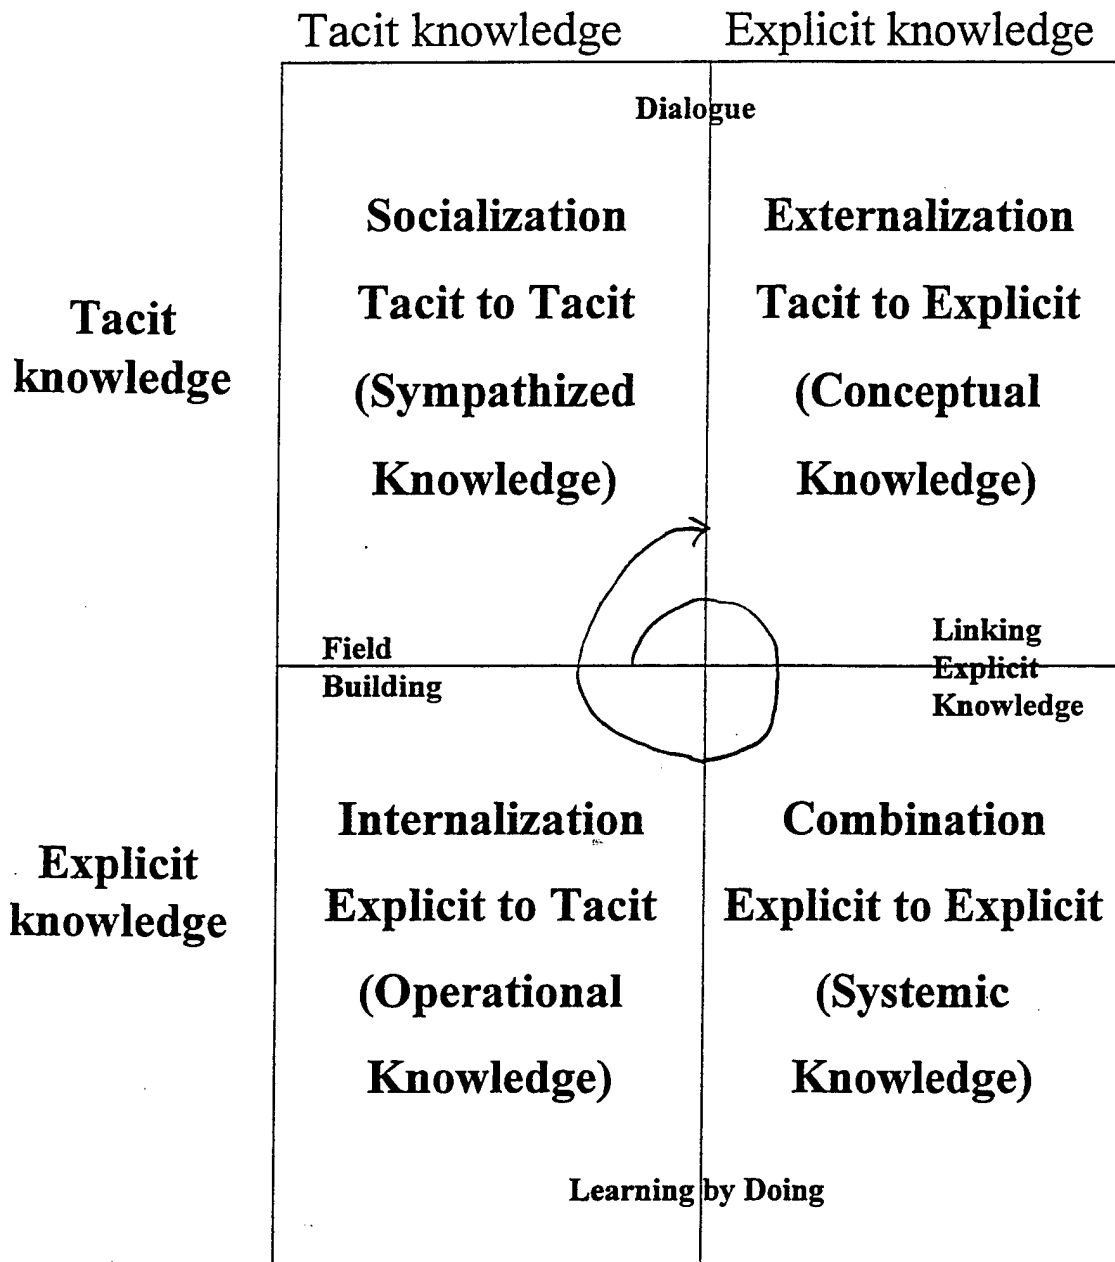 Tacit knowledge
Explicit knowledge
Dialogue
Socialization
Tacit to Tacit
(Sympathized
Knowledge)
Externalization
Tacit to Explicit
(Conceptual
Knowledge)
Tacit
knowledge
Field
Building
Linking
Explicit
Knowledge
Explicit
knowledge
Internalization
Explicit to Tacit
(Operational
Knowledge)
Combination
Explicit to Explicit
(Systemic
Knowledge)
Learning by Doing